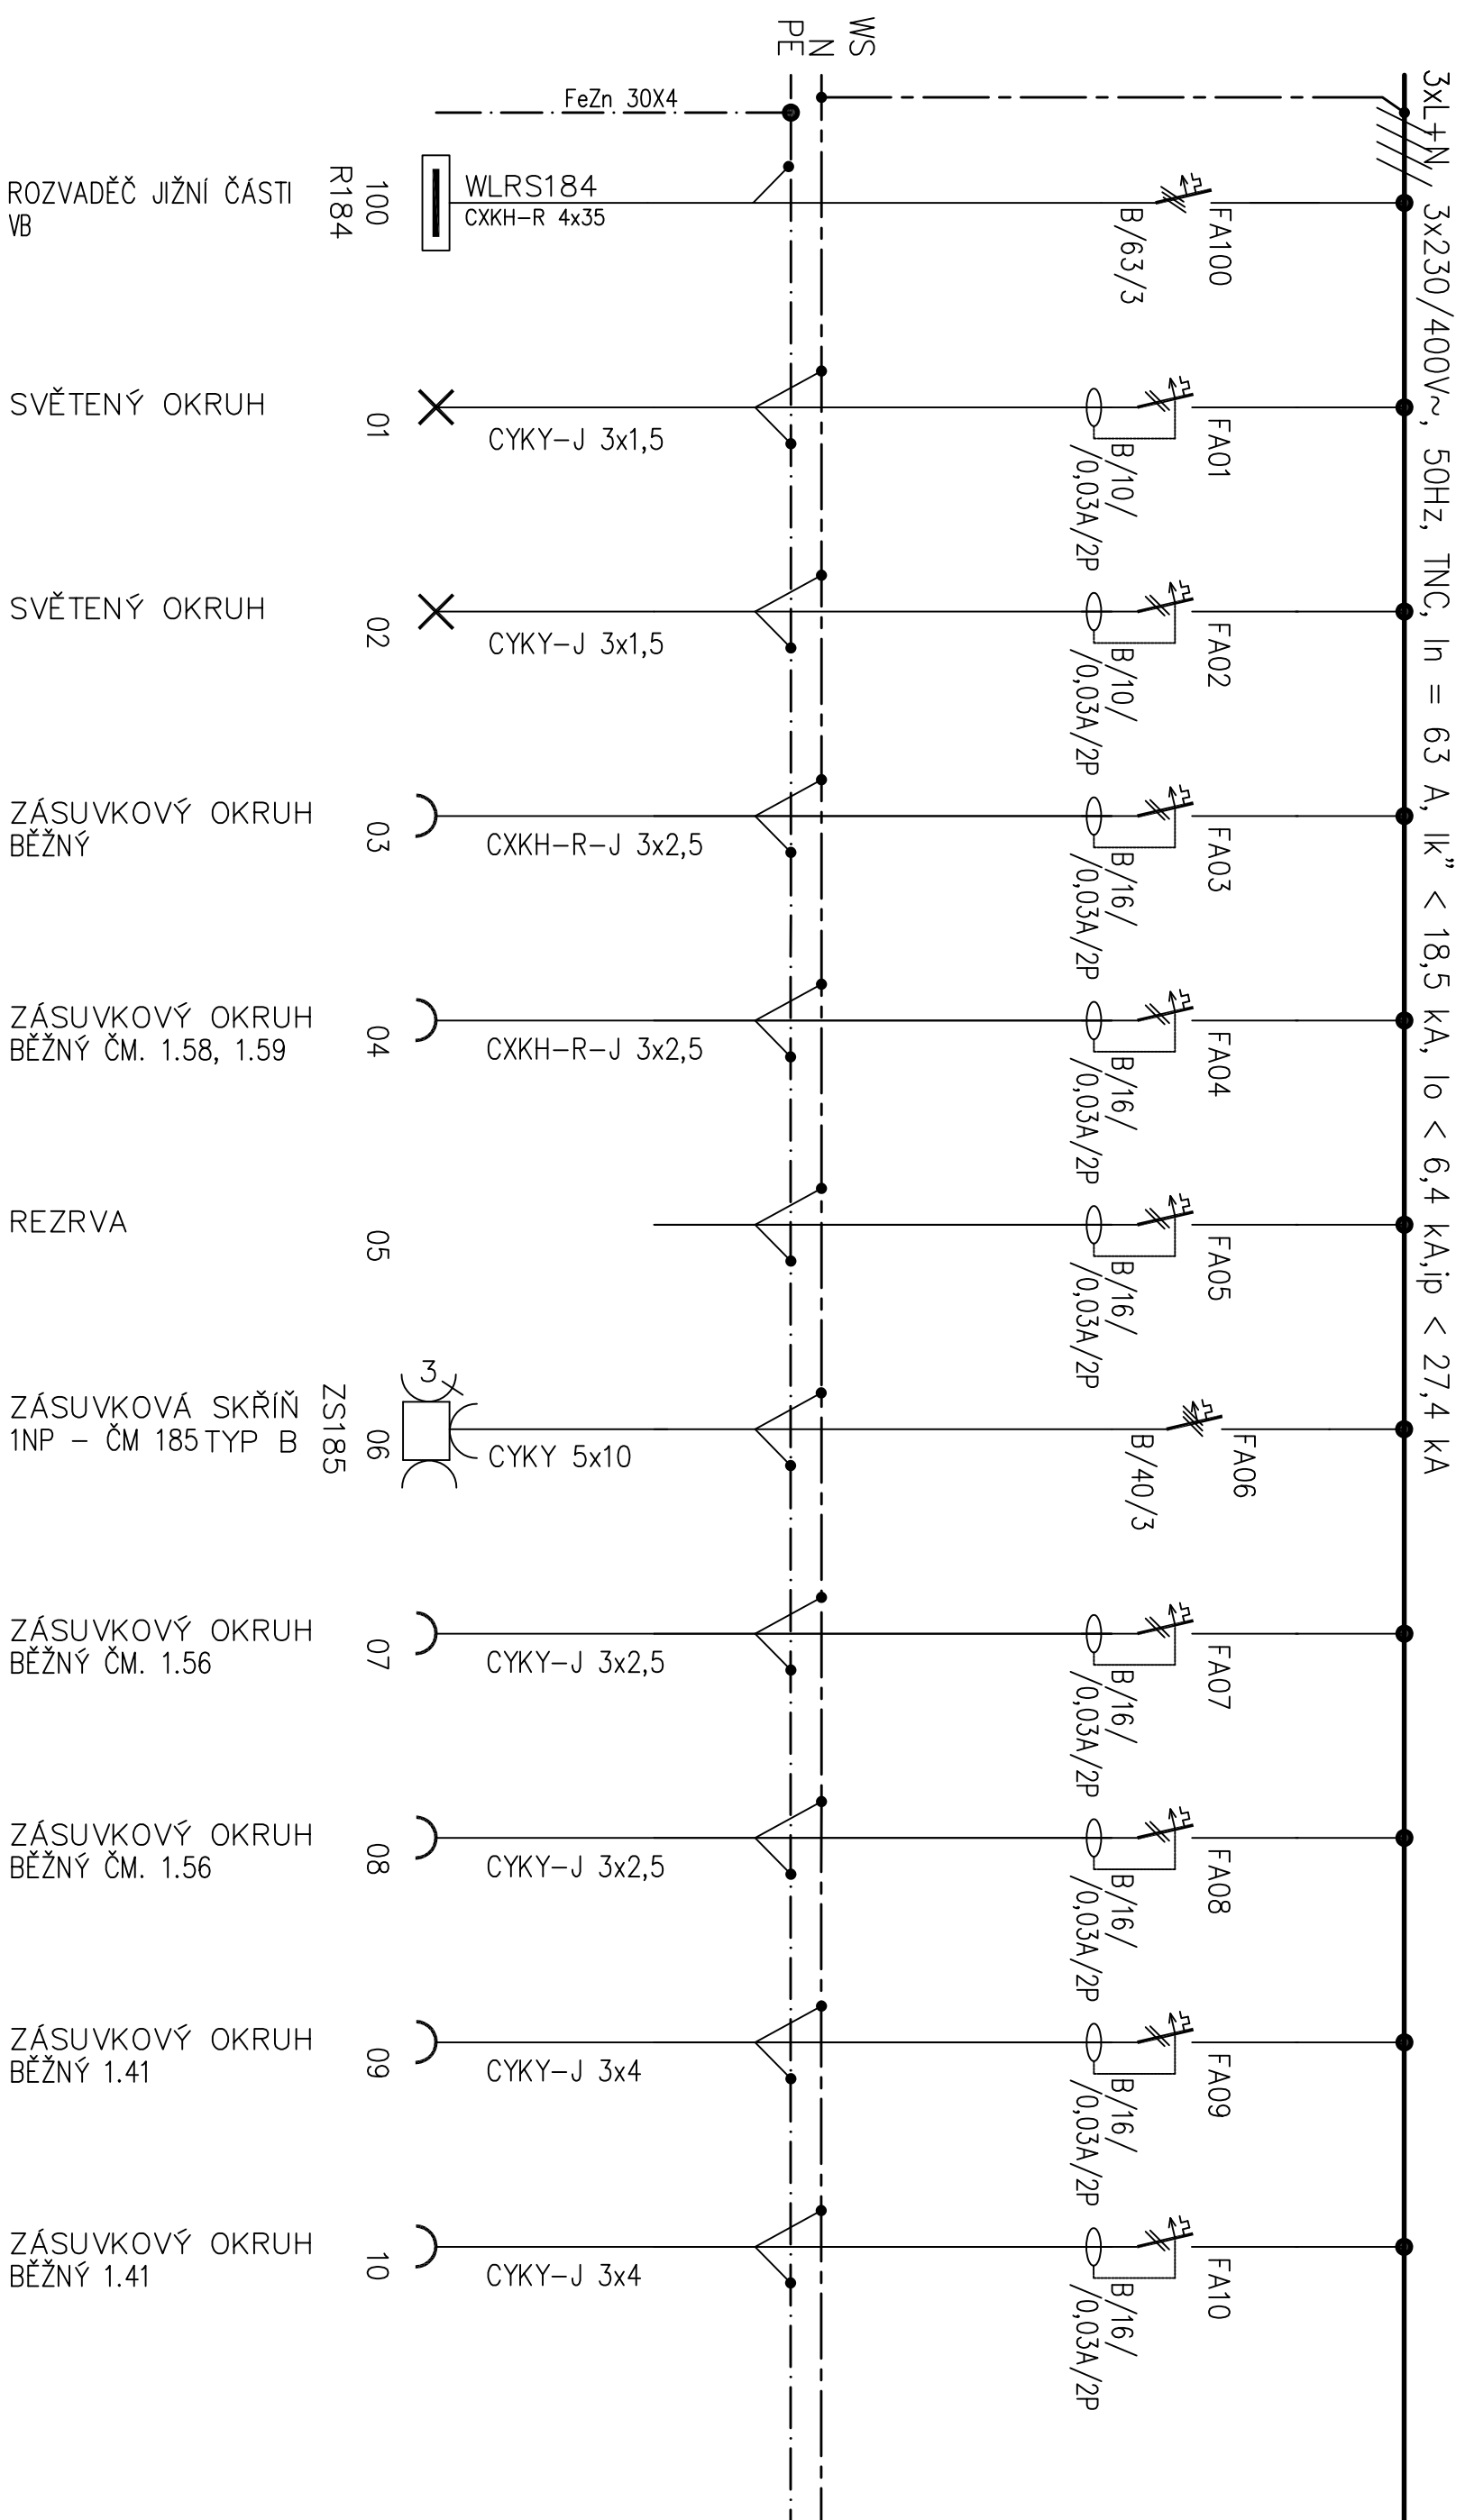 WS
N
PE
3xL+N, 3x230/400V~, 50Hz, TNC, In = 63 A, Ik" < 18,5 kA, Io < 6,4 kA,ip < 27,4 kA
FeZn 30X4
ROZVADĚČ JIŽNÍ ČÁSTI
VB
100
R184
WLRS184
CXKH-R 4x35
FA100
B/63/3
SVĚTENÝ OKRUH
01
CYKY-J 3x1,5
FA01
B/10/
/0,03A/2P
SVĚTENÝ OKRUH
02
CYKY-J 3x1,5
FA02
B/10/
/0,03A/2P
ZÁSUVKOVÝ OKRUH
BĚŽNÝ
03
CXKH-R-J 3x2,5
FA03
B/16/
/0,03A/2P
ZÁSUVKOVÝ OKRUH
BĚŽNÝ ČM. 1.58, 1.59
04
CXKH-R-J 3x2,5
FA04
B/16/
/0,03A/2P
REZRVA
05
FA05
B/16/
/0,03A/2P
ZÁSUVKOVÁ SKŘÍŇ
1NP - ČM 185 TYP B
06
ZS185
3
CYKY 5x10
FA06
B/40/3
ZÁSUVKOVÝ OKRUH
BĚŽNÝ ČM. 1.56
07
CYKY-J 3x2,5
FA07
B/16/
/0,03A/2P
ZÁSUVKOVÝ OKRUH
BĚŽNÝ ČM. 1.56
08
CYKY-J 3x2,5
FA08
B/16/
/0,03A/2P
ZÁSUVKOVÝ OKRUH
BĚŽNÝ 1.41
09
CYKY-J 3x4
FA09
B/16/
/0,03A/2P
ZÁSUVKOVÝ OKRUH
BĚŽNÝ 1.41
10
CYKY-J 3x4
FA10
B/16/
/0,03A/2P